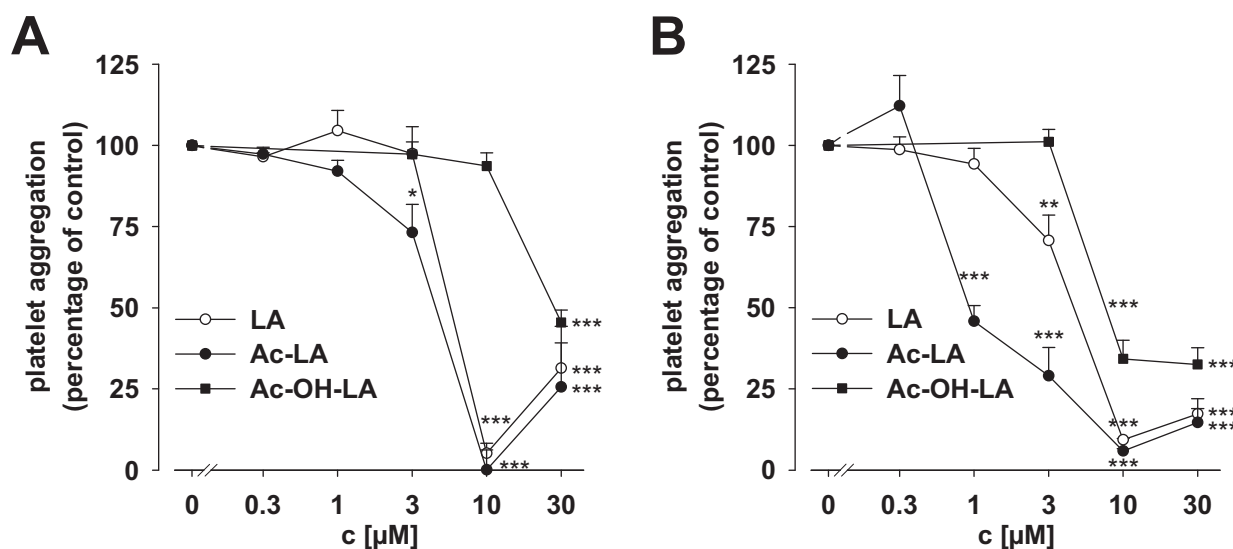 A
platelet aggregation
(percentage of control)
125
100
75
50
25
0
*
***
***
***
***
***
LA
Ac-LA
Ac-OH-LA
0 0.3 1 3 10 30
c [µM]
B
platelet aggregation
(percentage of control)
125
100
75
50
25
0
**
***
***
***
***
***
***
***
***
LA
Ac-LA
Ac-OH-LA
0 0.3 1 3 10 30
c [µM]